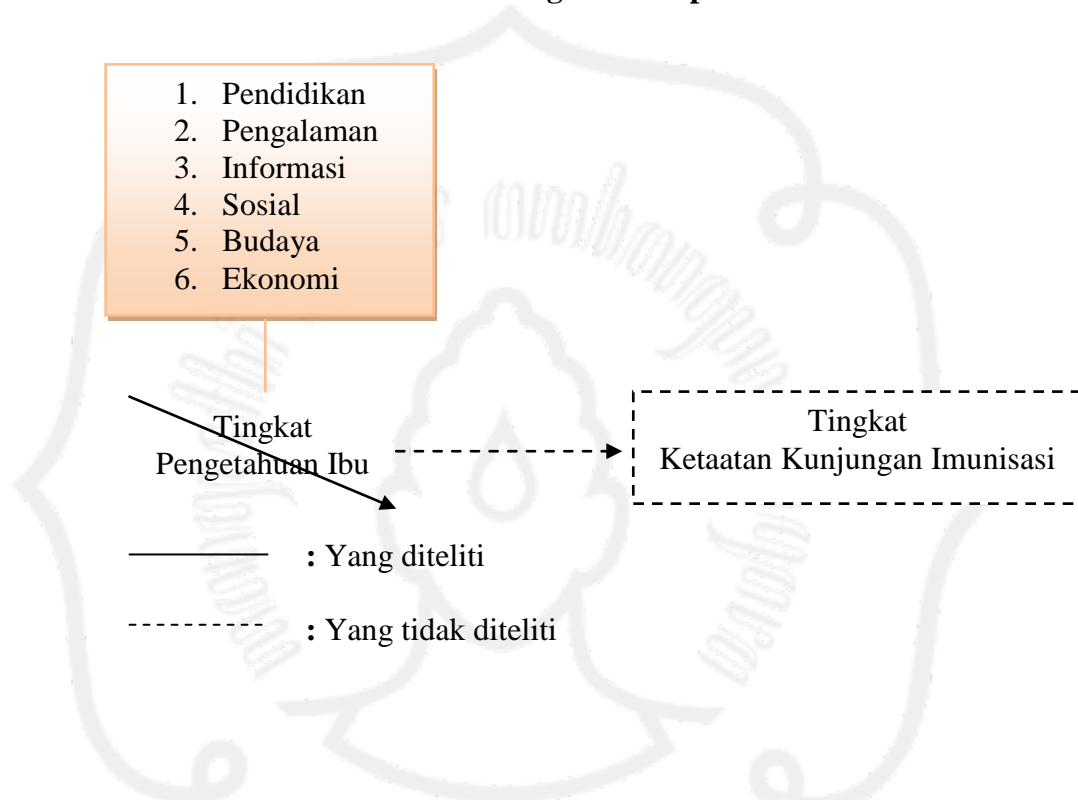 1. Pendidikan
2. Pengalaman
3. Informasi
4. Sosial
5. Budaya
6. Ekonomi
Tingkat
Pengetahuan Ibu
Tingkat
Ketaatan Kunjungan Imunisasi
: Yang diteliti
: Yang tidak diteliti